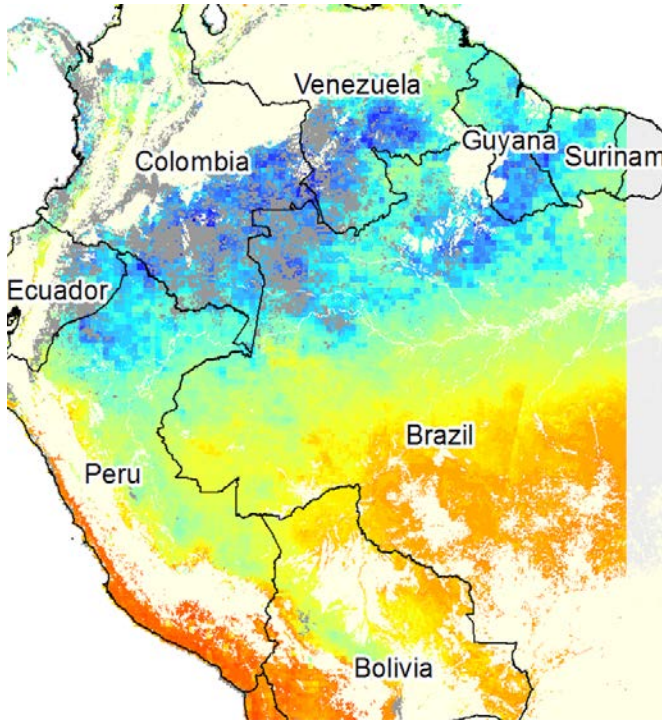 Venezuela
Guyana
Colombia
Surinam
Ecuador
Brazil
Peru
Bolivia